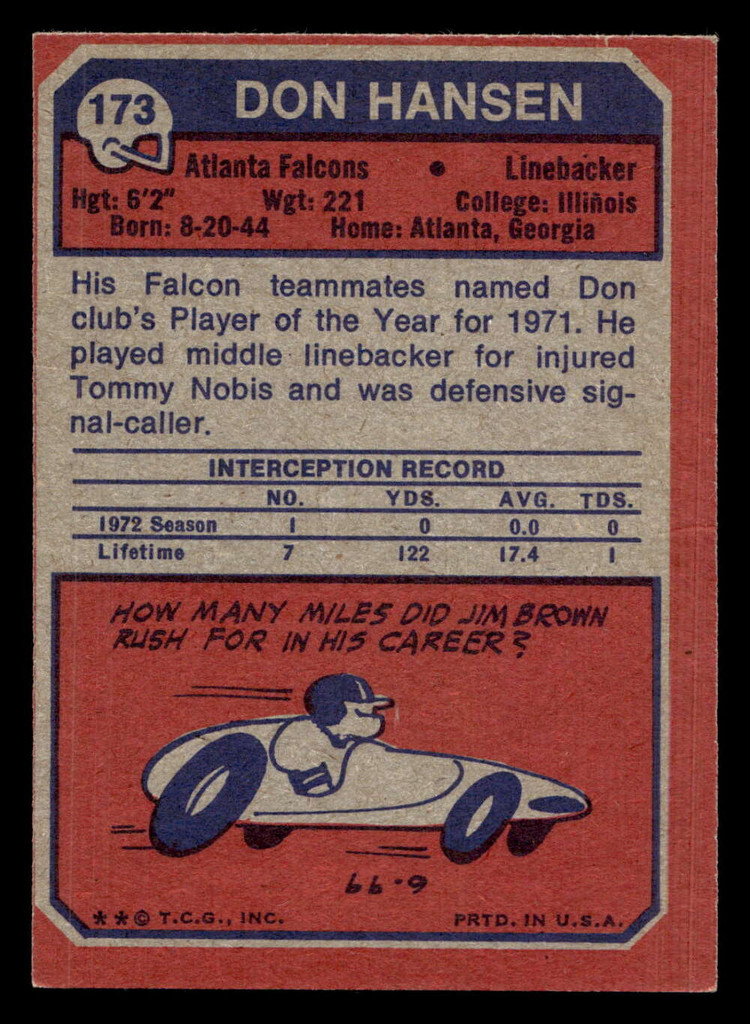 173
DON HANSEN
Atlanta Falcons • Linebacker
Hgt: 6'2" Wgt: 221 College: Illinois
Born: 8-20-44 Home: Atlanta, Georgia
His Falcon teammates named Don
club's Player of the Year for 1971. He
played middle linebacker for injured
Tommy Nobis and was defensive sig-
nal-caller.
INTERCEPTION RECORD
NO. YDS. AVG. TDS.
1972 Season 1 0 0.0 0
Lifetime 7 122 17.4 1
HOW MANY MILES DID JIM BROWN
RUSH FOR IN HIS CAREER?
6.99
**© T.C.G., INC. PRTD. IN U.S.A.